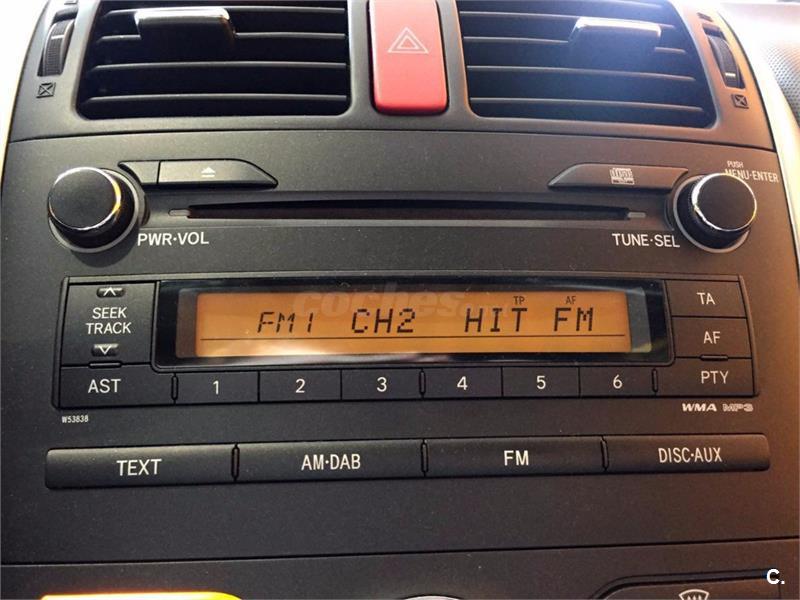 PUSH
MENU·ENTER
PWR·VOL
TUNE·SEL
SEEK
TRACK
TP AF
FM1 CH2 HIT FM
TA
AF
PTY
AST 1 2 3 4 5 6
W53838
WMA MP3
TEXT AM·DAB FM DISC·AUX
coches
C.